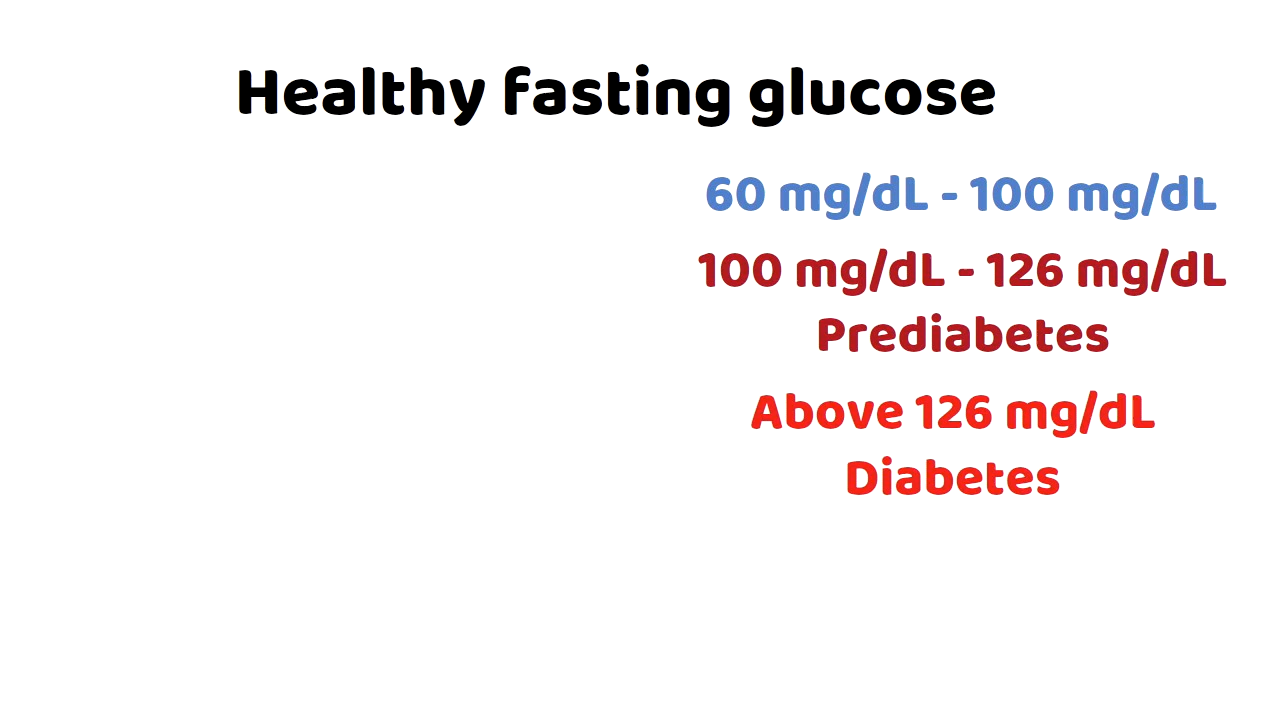 Healthy fasting glucose
60 mg/dL - 100 mg/dL
100 mg/dL - 126 mg/dL
Prediabetes
Above 126 mg/dL
Diabetes